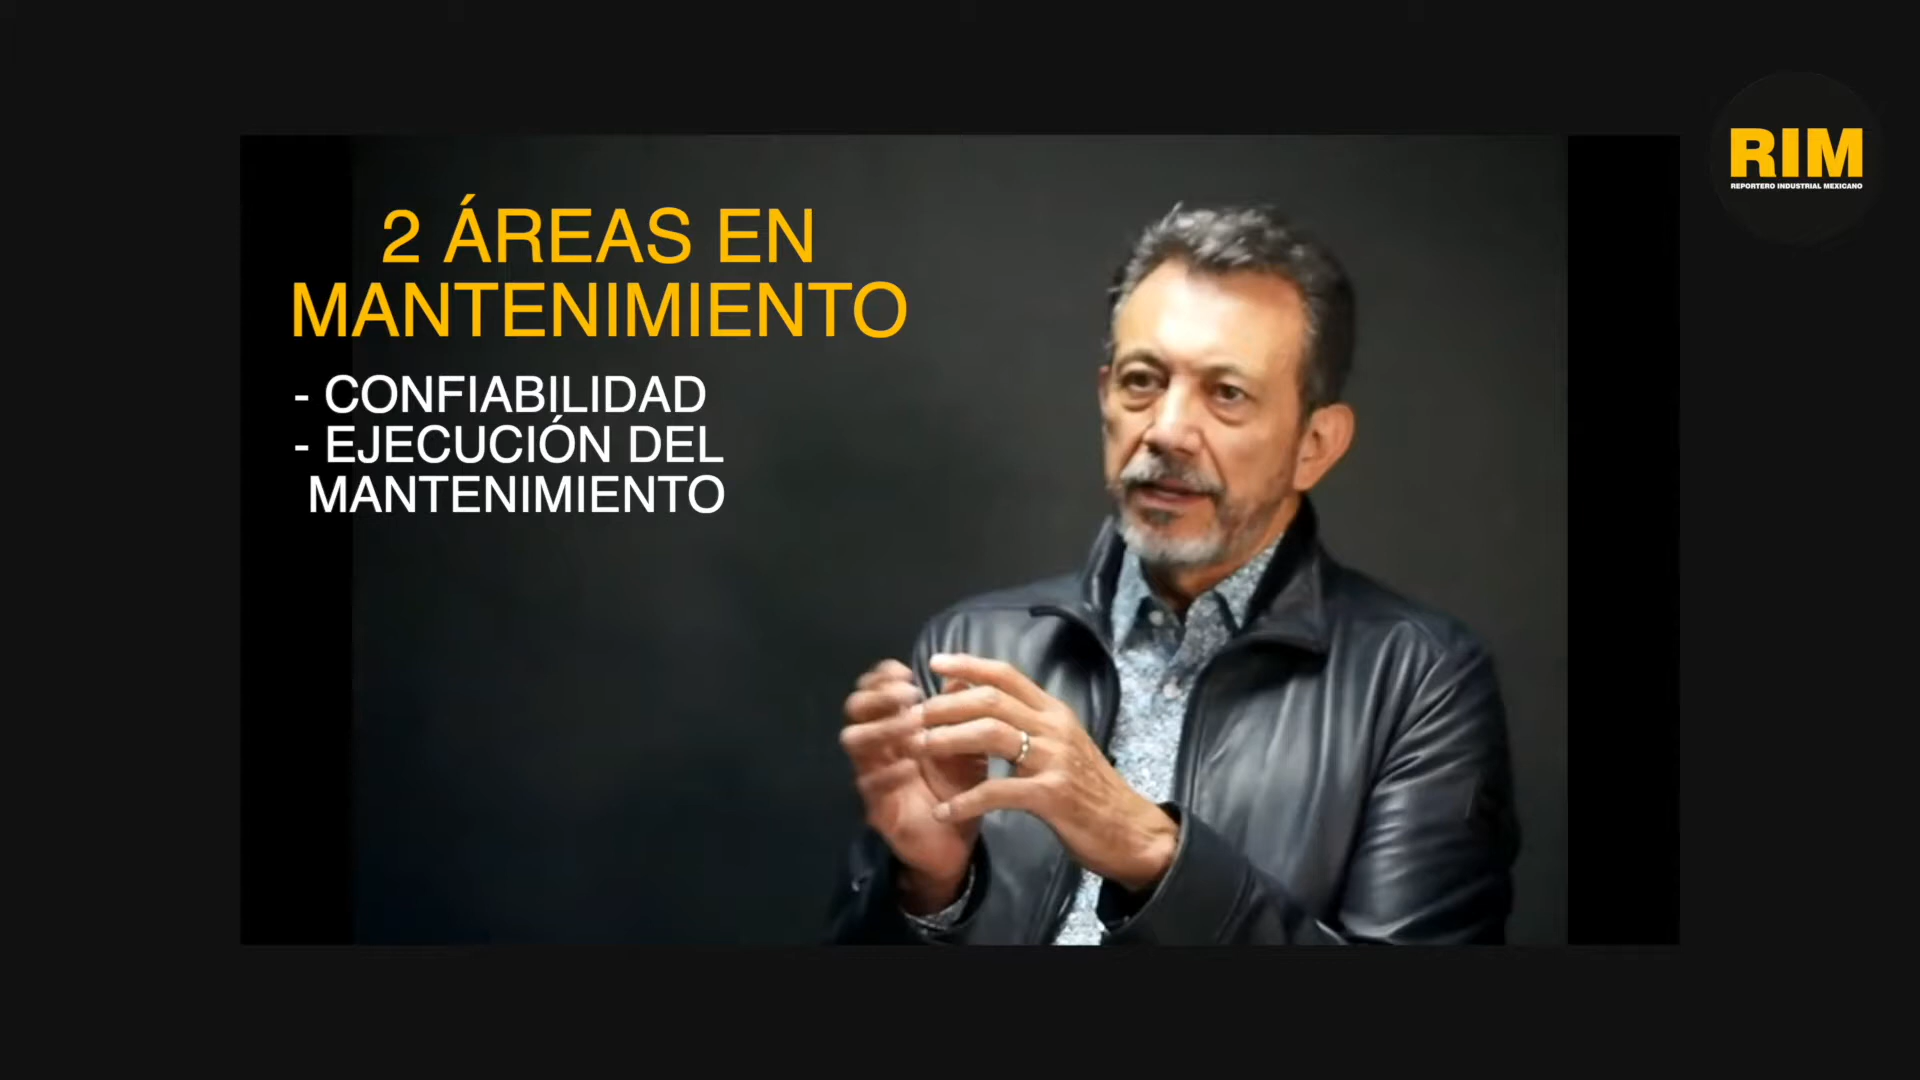 2 ÁREAS EN
MANTENIMIENTO
- CONFIABILIDAD
- EJECUCIÓN DEL
MANTENIMIENTO
RIM
REPORTERO INDUSTRIAL MEXICANO